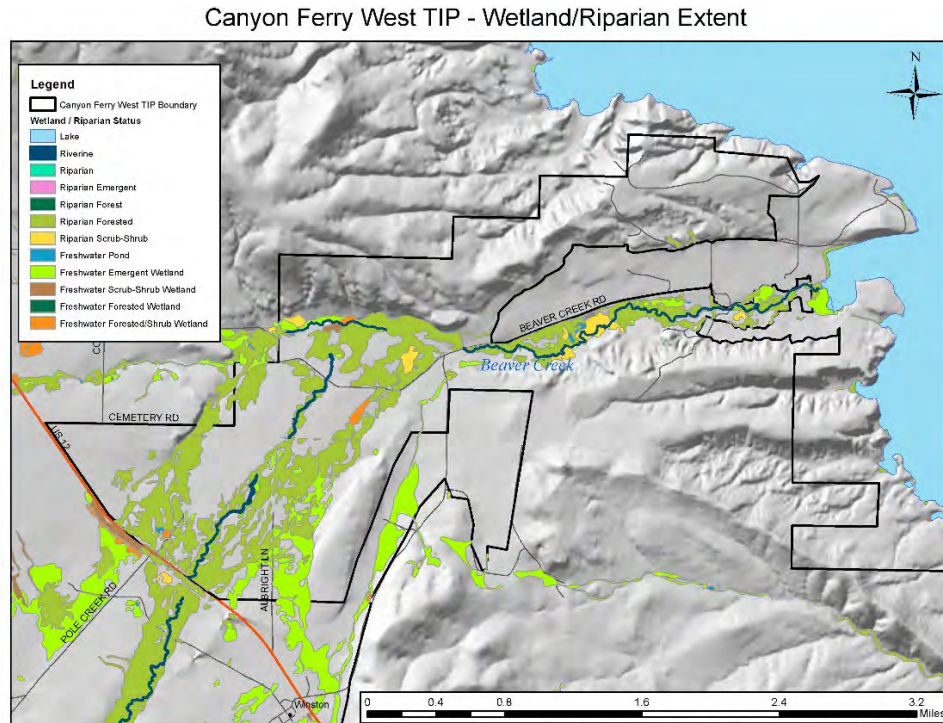 Canyon Ferry West TIP - Wetland/Riparian Extent
Legend
Canyon Ferry West TIP Boundary
Wetland / Riparian Status
Lake
Riverine
Riparian
Riparian Emergent
Riparian Forest
Riparian Forested
Riparian Scrub-Shrub
Freshwater Pond
Freshwater Emergent Wetland
Freshwater Scrub-Shrub Wetland
Freshwater Forested Wetland
Freshwater Forested/Shrub Wetland
N
BEAVER CREEK RD
Beaver Creek
CEMETERY RD
US 12
ALBRIGHT LN
POLE CREEK RD
Winston
0 0.4 0.8 1.6 2.4 3.2
Miles